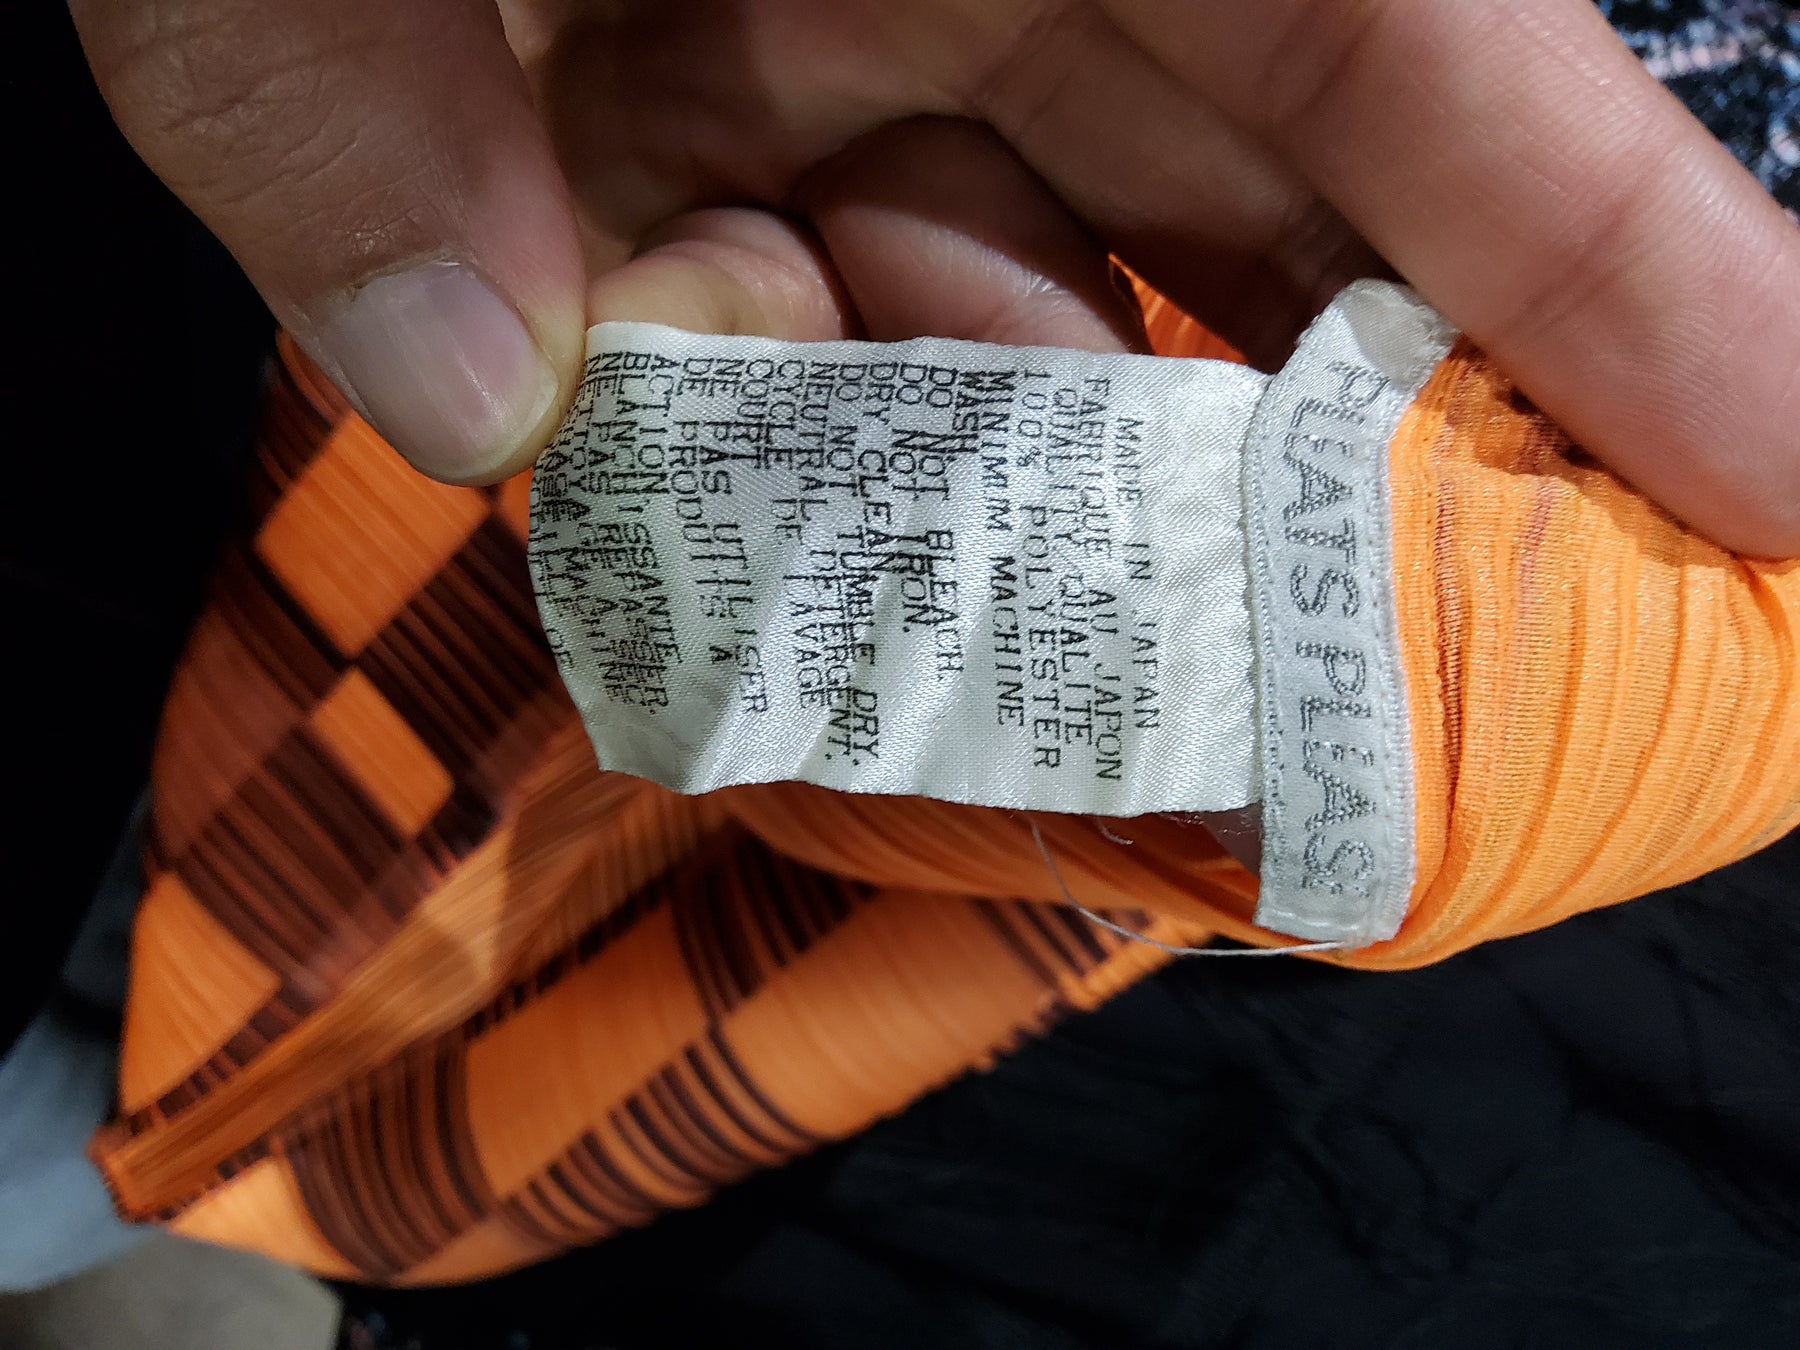 PLEATS PLEASE
MADE IN JAPAN
FABRIQUE AU JAPON
QUALITY QUALITE
100% POLYESTER
MINIMUM MACHINE
WASH
DO NOT BLEACH.
DO NOT IRON.
DRY CLEAN
DO NOT TUMBLE DRY.
NEUTRAL DETERGENT.
CYCLE DE LAVAGE
COURT
NE PAS UTILISER
DE PRODUITS A
ACTION
BLANCHISSANTE
NE PAS REPASSER.